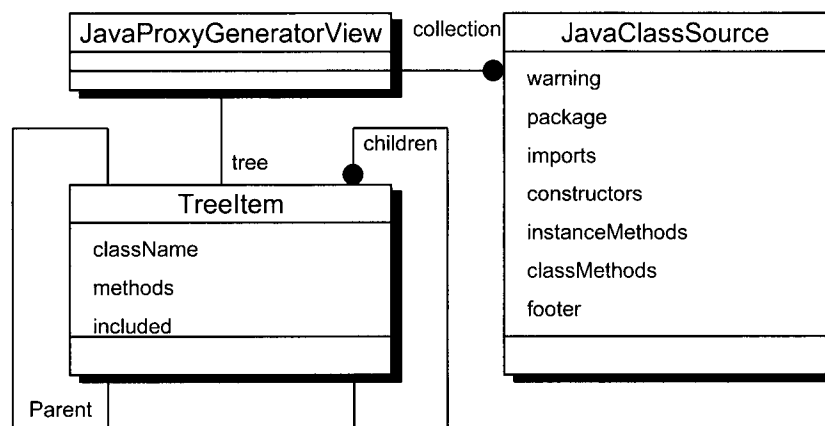 JavaProxyGeneratorView
collection
JavaClassSource
warning
package
imports
constructors
instanceMethods
classMethods
footer
tree
children
TreeItem
className
methods
included
Parent